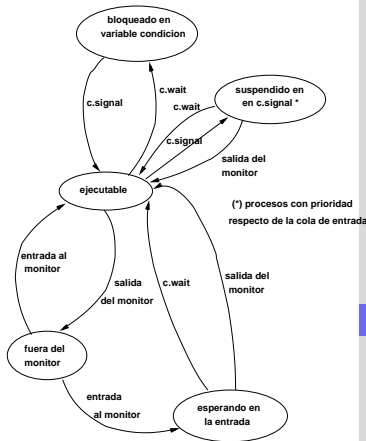 bloqueado en
variable condicion
c.signal
c.wait
c.wait
suspendido en
en c.signal *
c.signal
salida del
monitor
ejecutable
(*) procesos con prioridad
respecto de la cola de entrada
entrada al
monitor
salida
del monitor
c.wait
salida del
monitor
fuera del
monitor
entrada
al monitor
esperando en
la entrada